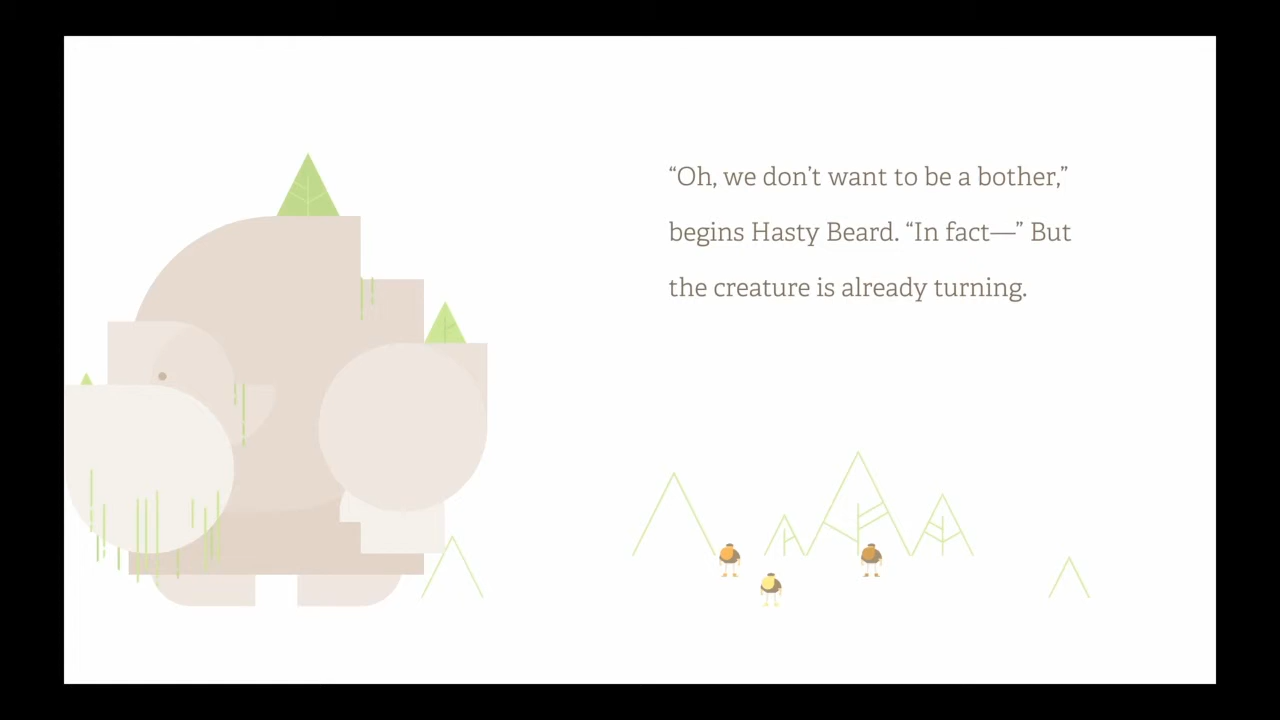 “Oh, we don’t want to be a bother,”
begins Hasty Beard. “In fact—” But
the creature is already turning.